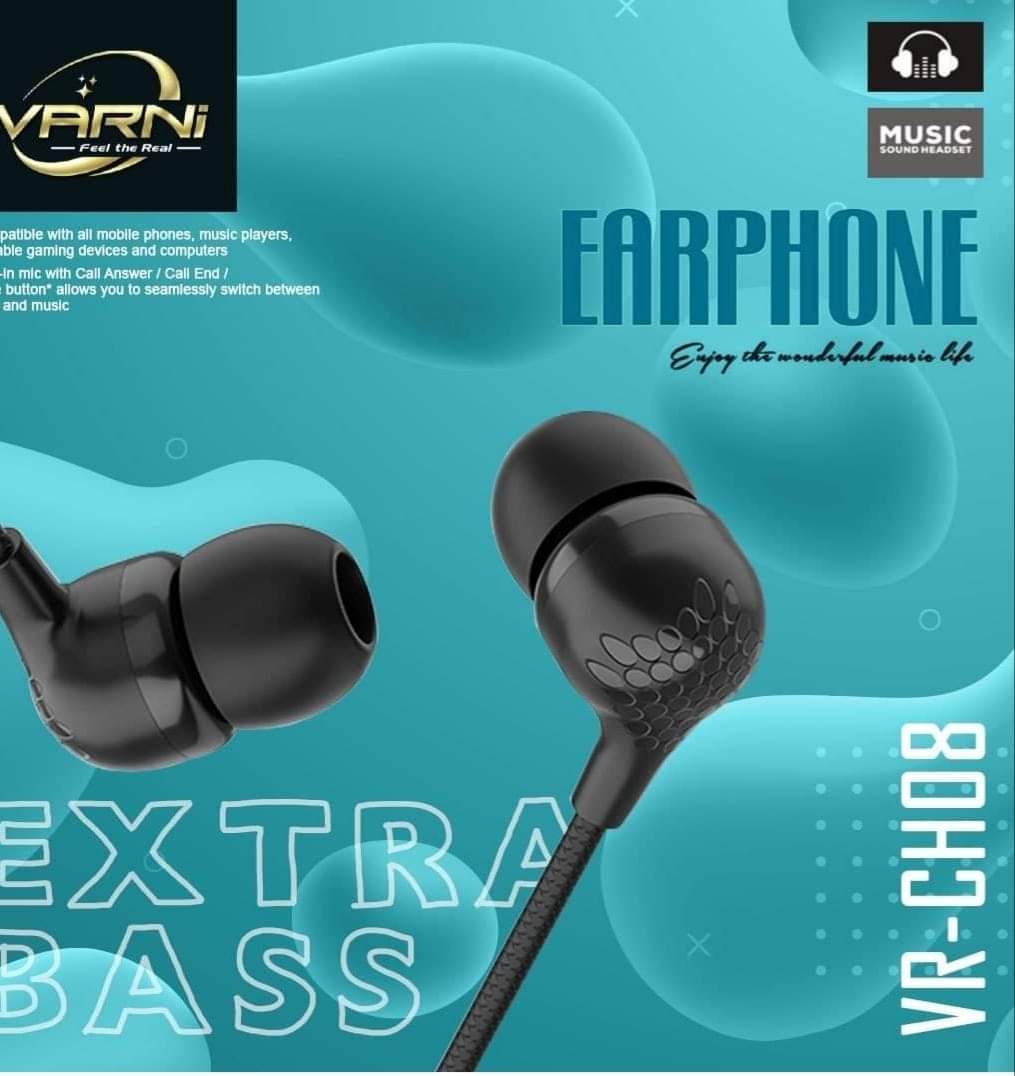 VARNi
Feel the Real
MUSIC
SOUND HEADSET
patible with all mobile phones, music players,
able gaming devices and computers
-in mic with Call Answer / Call End /
e button* allows you to seamlessly switch between
and music
EARPHONE
Enjoy the wonderful music life
EXTRA
BASS
VR-CH08